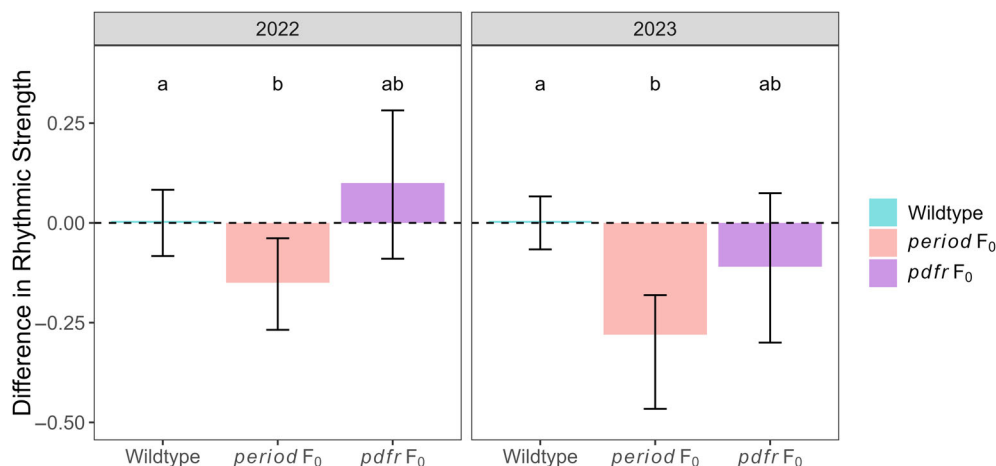 2022
2023
a
b
ab
a
b
ab
Difference in Rhythmic Strength
0.25
0.00
−0.25
−0.50
Wildtype
period F₀
pdfr F₀
Wildtype
period F₀
pdfr F₀
Wildtype
period F₀
pdfr F₀